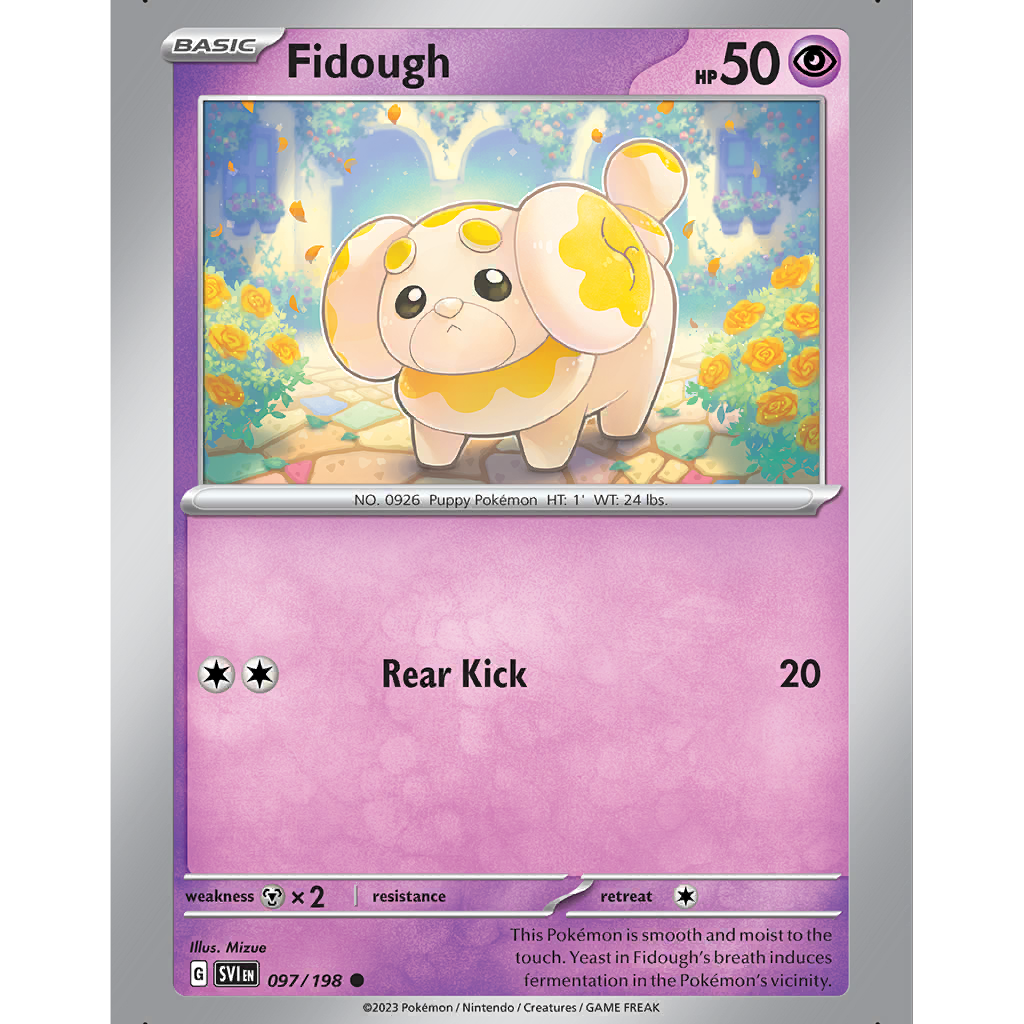 BASIC Fidough HP 50
NO. 0926 Puppy Pokémon HT: 1' WT: 24 lbs.
Rear Kick 20
weakness ×2 resistance retreat
Illus. Mizue
G SVI EN 097/198
This Pokémon is smooth and moist to the
touch. Yeast in Fidough's breath induces
fermentation in the Pokémon's vicinity.
©2023 Pokémon / Nintendo / Creatures / GAME FREAK